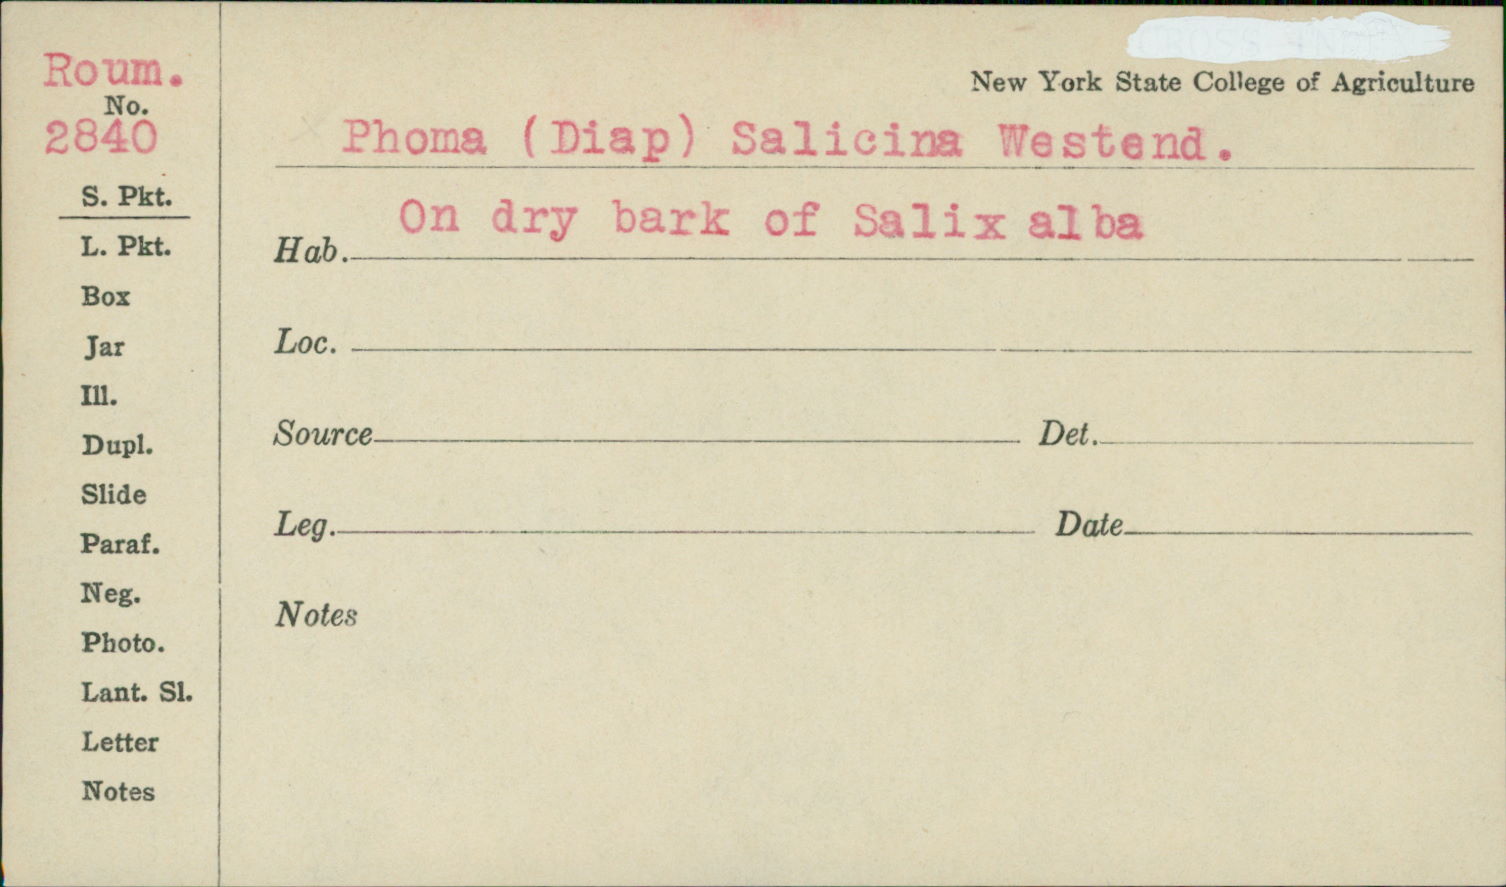 Roum.
No.
2840
S. Pkt.
L. Pkt.
Box
Jar
Ill.
Dupl.
Slide
Paraf.
Neg.
Photo.
Lant. Sl.
Letter
Notes
New York State College of Agriculture
Phoma (Diap) Salicina Westend.
On dry bark of Salix alba
Hab.
Loc.
Source Det.
Leg. Date
Notes